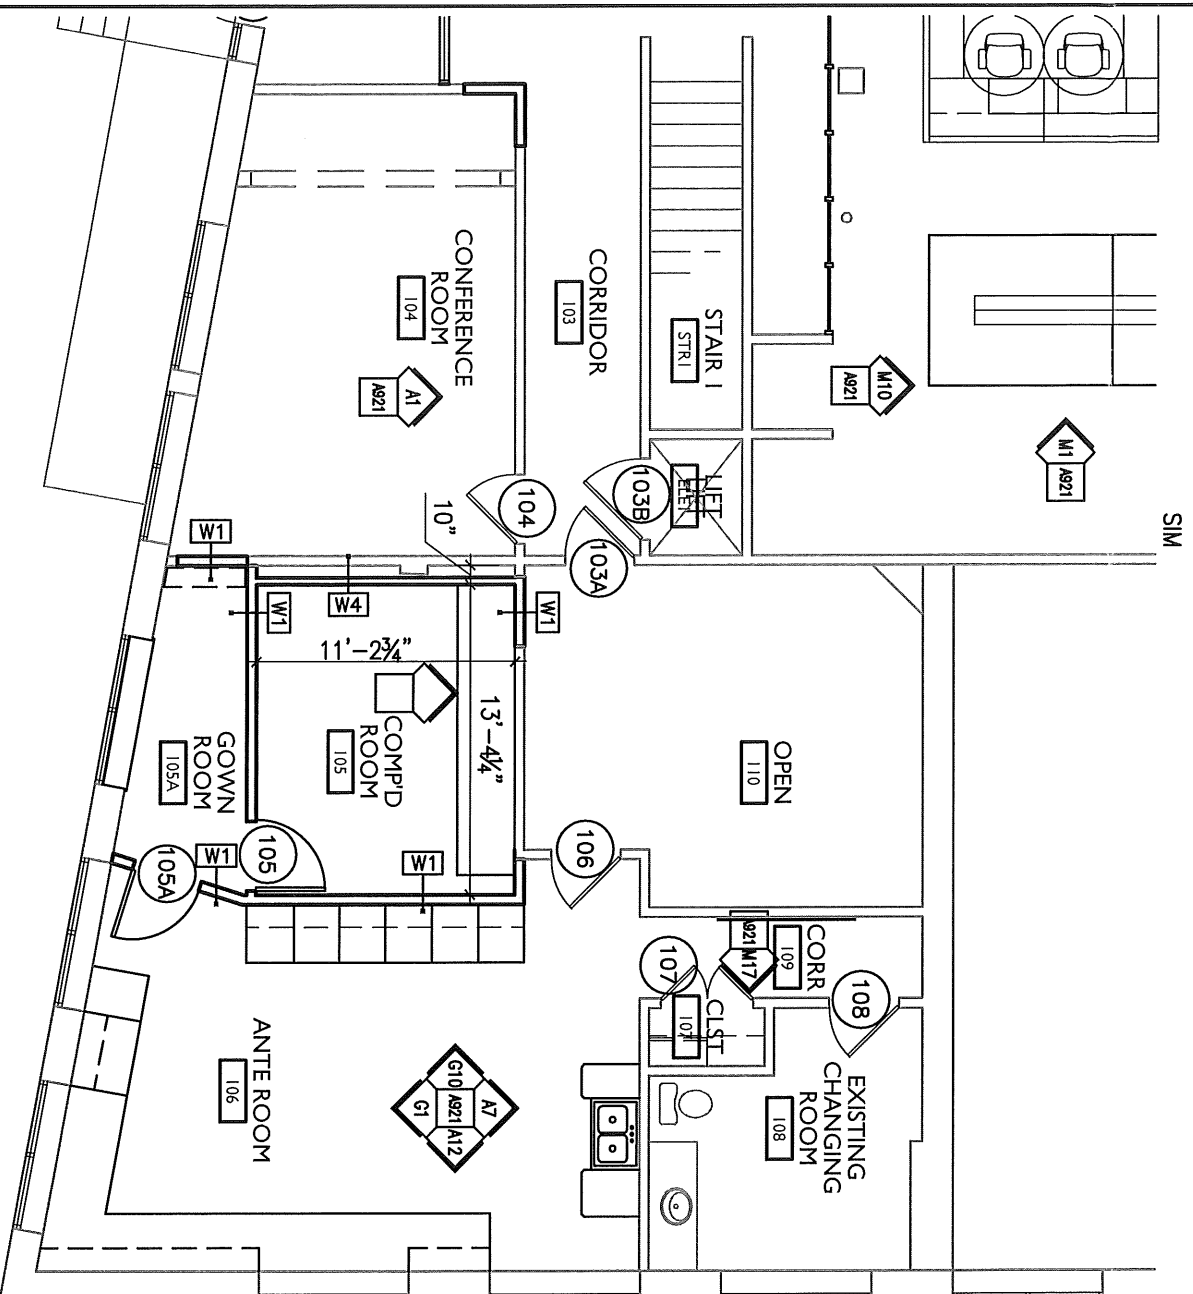 SIM
M1
A921
M10
A921
STAIR 1
STR1
LIFT
CORRIDOR
103
103B
103A
CONFERENCE
ROOM
104
A1
A921
104
10"
OPEN
110
W1
W1
W4
W1
11'-2¾"
13'-4¼"
COMP'D
ROOM
105
GOWN
ROOM
105A
105
105A
W1
W1
106
CORR
109
A921
M17
107
CLST
107
108
EXISTING
CHANGING
ROOM
108
ANTE ROOM
106
G10
A7
A921
G1
A12